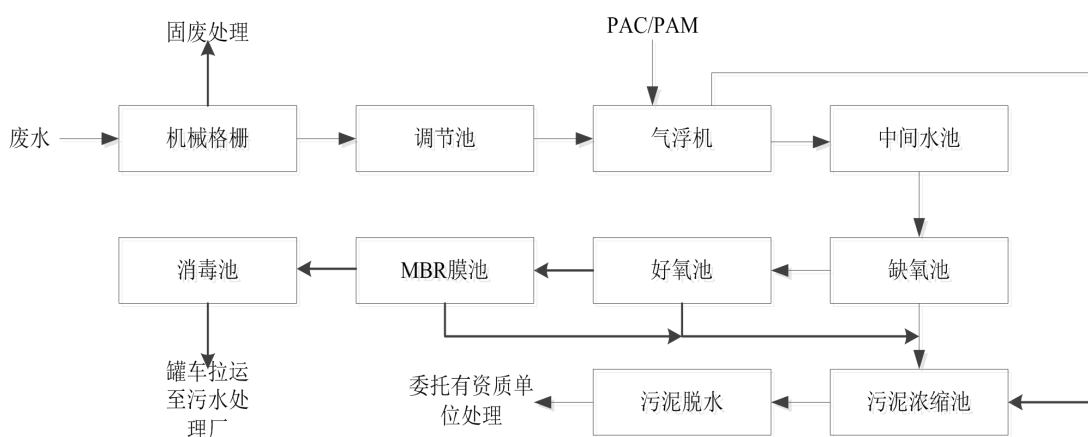 固废处理
PAC/PAM
废水
机械格栅
调节池
气浮机
中间水池
消毒池
MBR膜池
好氧池
缺氧池
罐车拉运
至污水处
理厂
委托有资质单
位处理
污泥脱水
污泥浓缩池